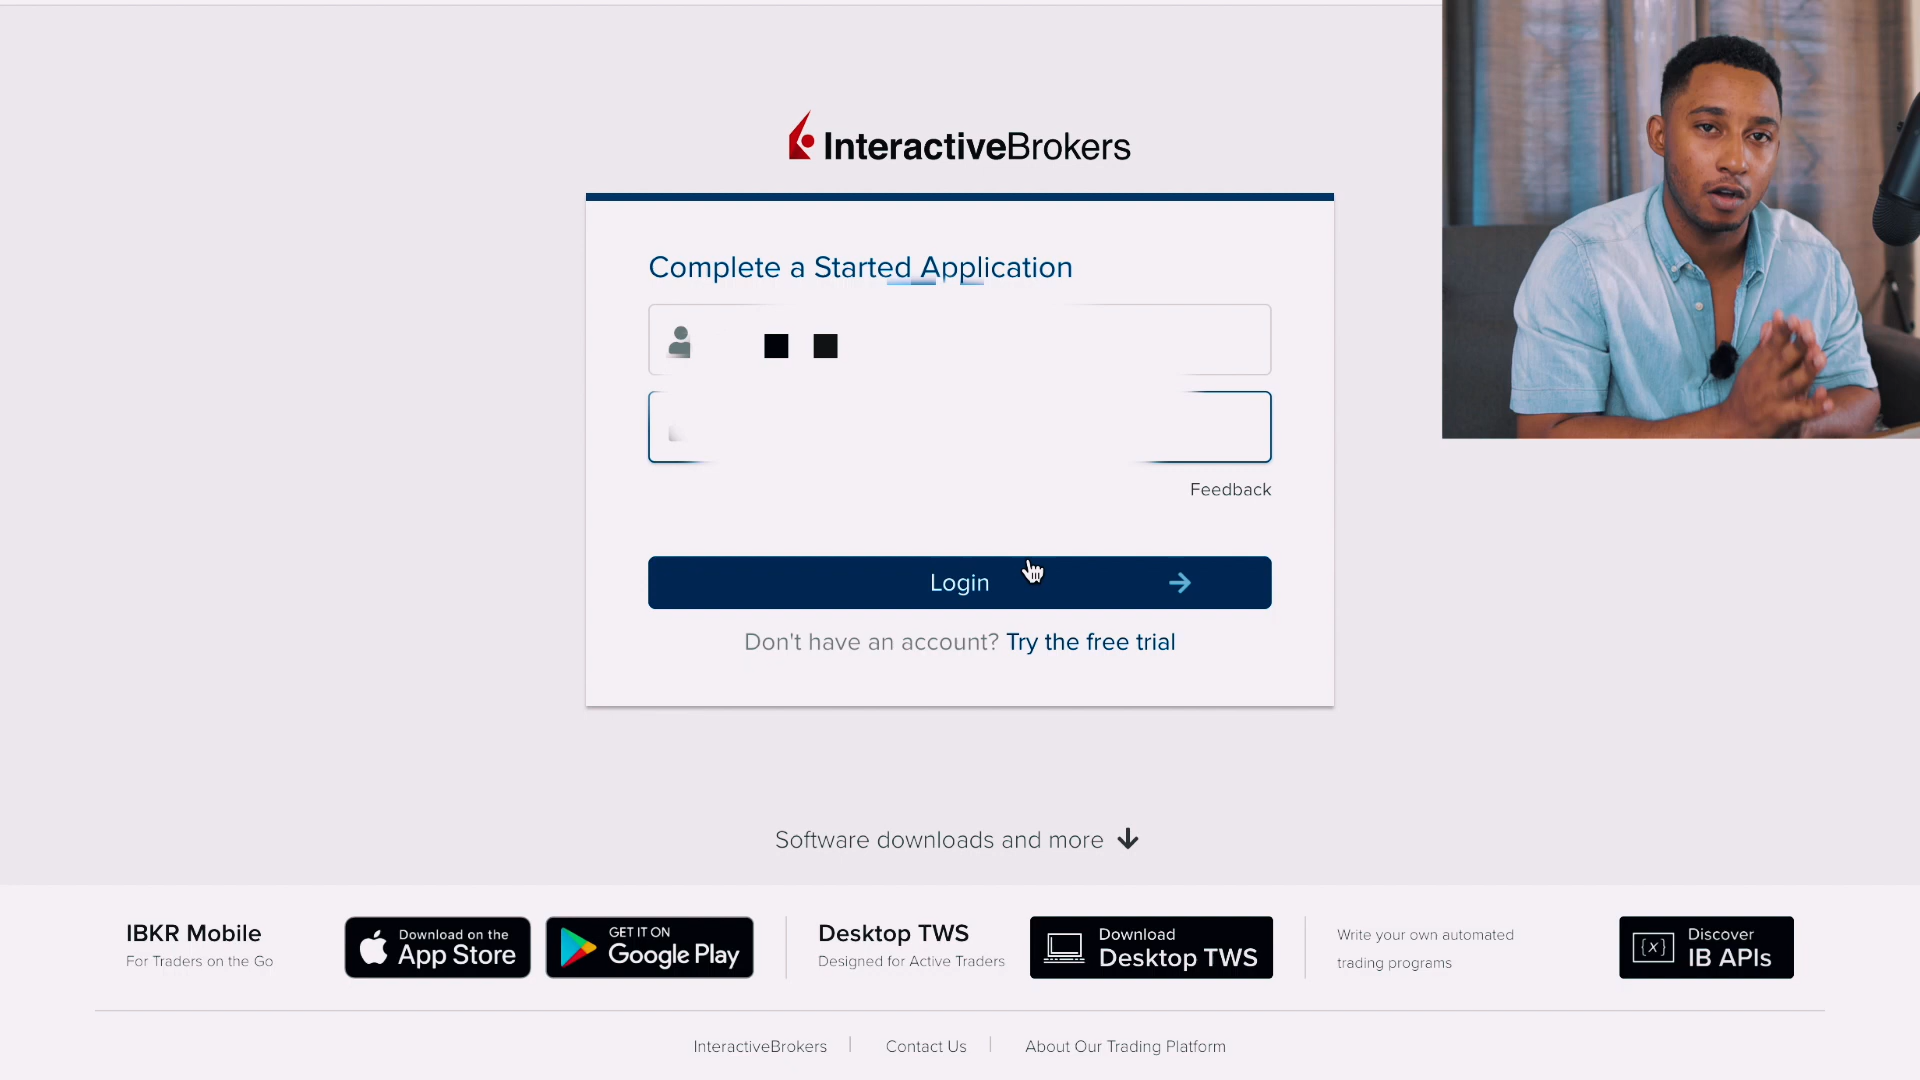 InteractiveBrokers
Complete a Started Application
Feedback
Login
Don't have an account? Try the free trial
Software downloads and more
IBKR Mobile
For Traders on the Go
Download on the
App Store
GET IT ON
Google Play
Desktop TWS
Designed for Active Traders
Download
Desktop TWS
Write your own automated
trading programs
{x}
Discover
IB APIs
InteractiveBrokers
Contact Us
About Our Trading Platform